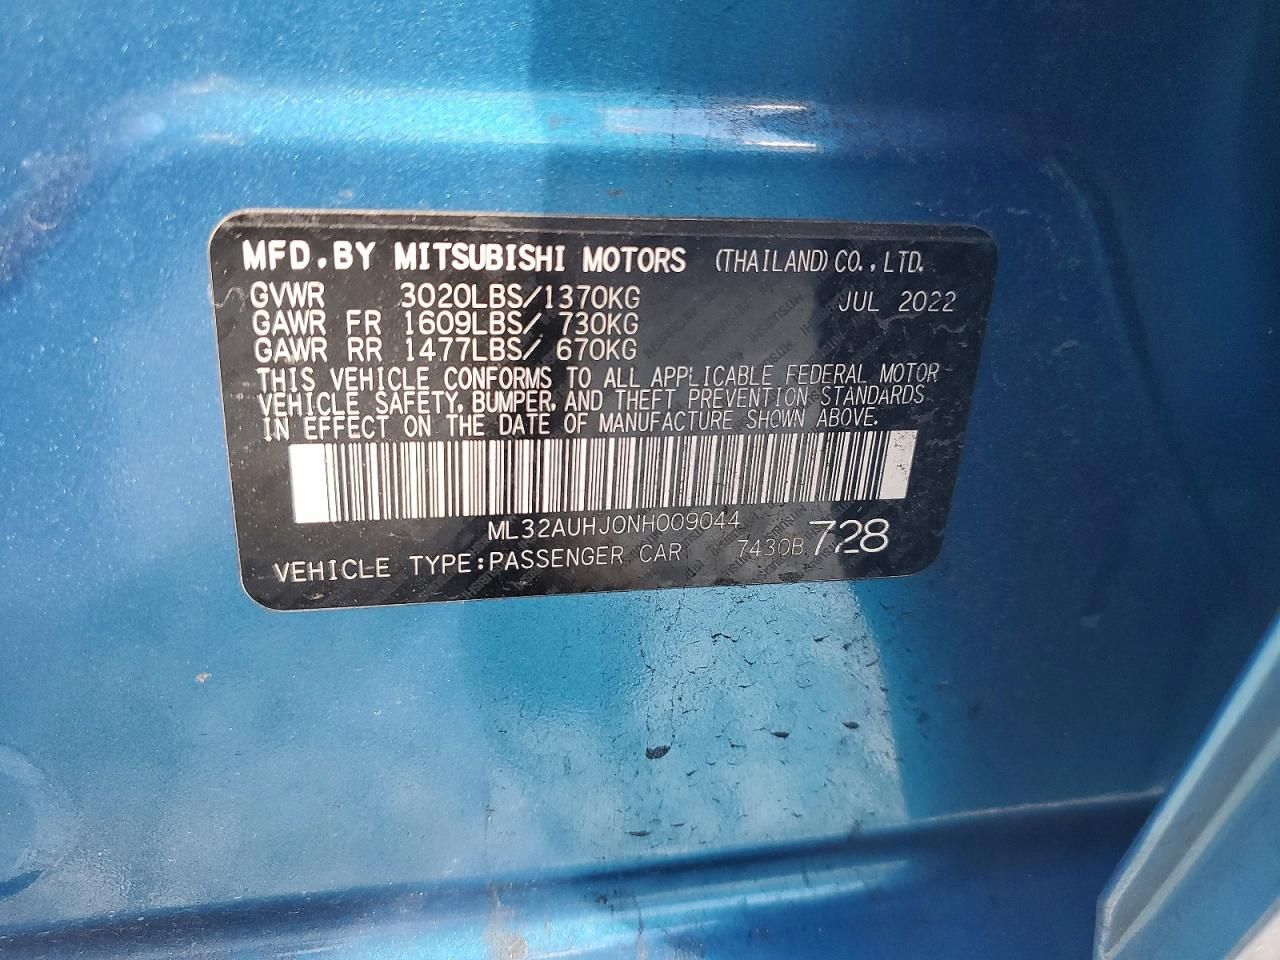 MFD.BY MITSUBISHI MOTORS (THAILAND) CO.,LTD.
GVWR 3020LBS/1370KG JUL 2022
GAWR FR 1609LBS/ 730KG
GAWR RR 1477LBS/ 670KG
THIS VEHICLE CONFORMS TO ALL APPLICABLE FEDERAL MOTOR
VEHICLE SAFETY, BUMPER, AND THEFT PREVENTION STANDARDS
IN EFFECT ON THE DATE OF MANUFACTURE SHOWN ABOVE.
ML32AUHJ0NH009044
VEHICLE TYPE:PASSENGER CAR 7430B 728